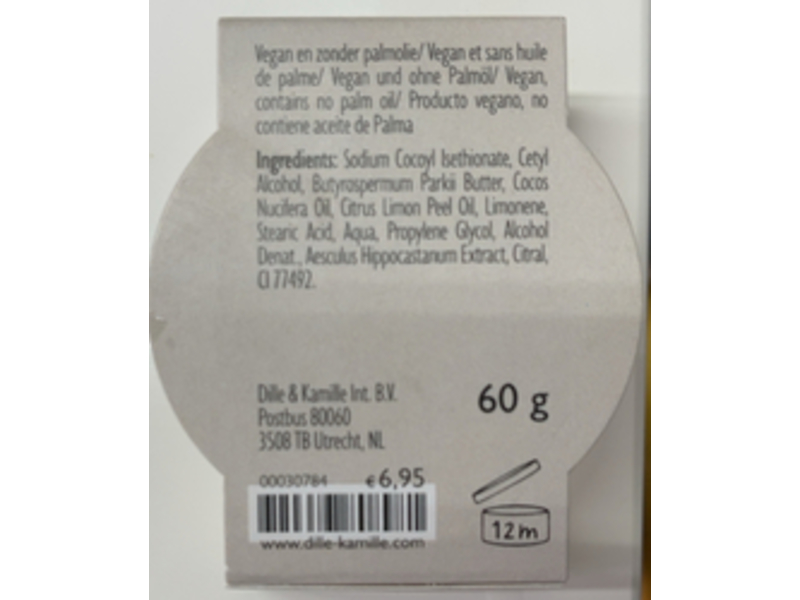 Vegan en zonder palmolie/ Vegan et sans huile
de palme/ Vegan und ohne Palmöl/ Vegan,
contains no palm oil/ Producto vegano, no
contiene aceite de Palma
Ingredients: Sodium Cocoyl Isethionate, Cetyl
Alcohol, Butyrospermum Parkii Butter, Cocos
Nucifera Oil, Citrus Limon Peel Oil, Limonene,
Stearic Acid, Aqua, Propylene Glycol, Alcohol
Denat., Aesculus Hippocastanum Extract, Citral,
CI 77492.
Dille & Kamille Int. B.V.
Postbus 80060
3508 TB Utrecht, NL
60 g
00030784 €6,95
www.dille-kamille.com
12m